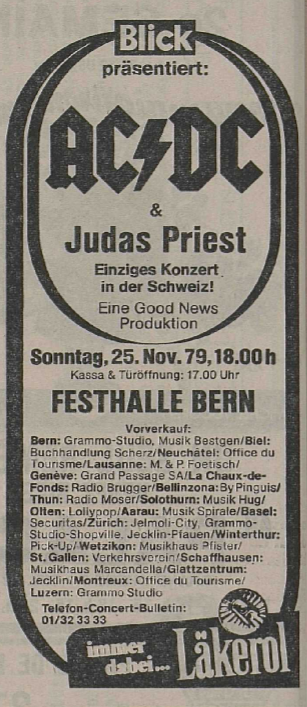 Blick
präsentiert:
AC/DC
&
Judas Priest
Einziges Konzert
in der Schweiz!
Eine Good News
Produktion
Sonntag, 25. Nov. 79, 18.00 h
Kassa & Türöffnung: 17.00 Uhr
FESTHALLE BERN
Vorverkauf:
Bern: Grammo-Studio, Musik Bestgen/Biel:
Buchhandlung Scherz/Neuchâtel: Office du
Tourisme/Lausanne: M. & P. Foetisch/
Genève: Grand Passage SA/La Chaux-de-
Fonds: Radio Brugger/Bellinzona: By Pinguis/
Thun: Radio Moser/Solothurn: Musik Hug/
Olten: Lollypop/Aarau: Musik Spirale/Basel:
Securitas/Zürich: Jelmoli-City, Grammo-
Studio-Shopville, Jecklin-Pfauen/Winterthur:
Pick-Up/Wetzikon: Musikhaus Pfister/
St. Gallen: Verkehrsverein/Schaffhausen:
Musikhaus Marcandella/Glattzentrum:
Jecklin/Montreux: Office du Tourisme/
Luzern: Grammo Studio
Telefon-Concert-Bulletin:
01/32 33 33
immer
dabei... Läkerol